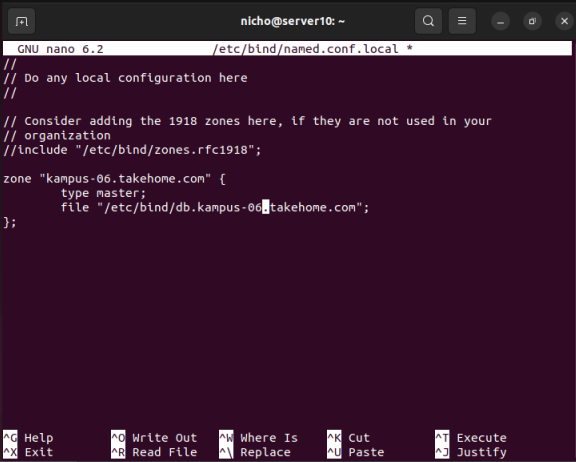 nicho@server10: ~
GNU nano 6.2 /etc/bind/named.conf.local *
//
// Do any local configuration here
//
// Consider adding the 1918 zones here, if they are not used in your
// organization
//include "/etc/bind/zones.rfc1918";
zone "kampus-06.takehome.com" {
        type master;
        file "/etc/bind/db.kampus-06.takehome.com";
};
^G Help ^O Write Out ^W Where Is ^K Cut ^T Execute
^X Exit ^R Read File ^\ Replace ^U Paste ^J Justify